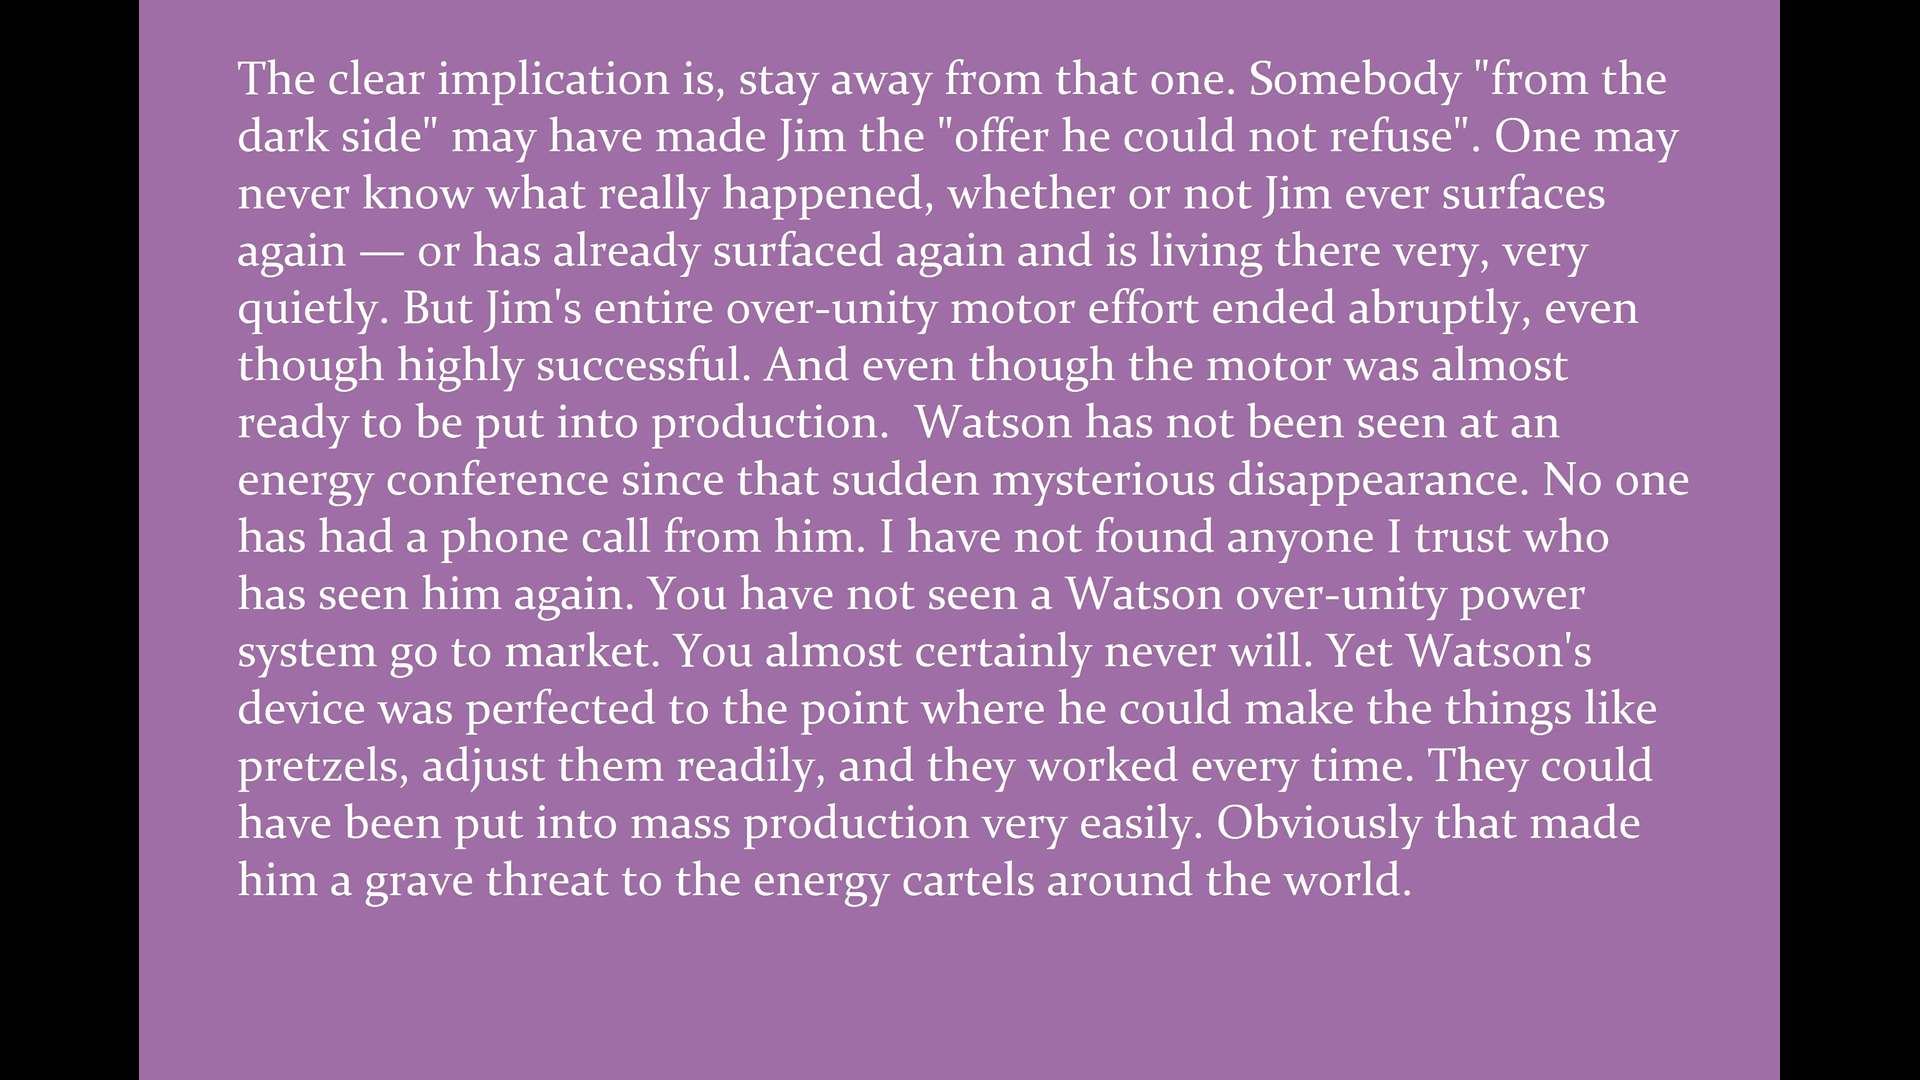 The clear implication is, stay away from that one. Somebody "from the
dark side" may have made Jim the "offer he could not refuse". One may
never know what really happened, whether or not Jim ever surfaces
again — or has already surfaced again and is living there very, very
quietly. But Jim's entire over-unity motor effort ended abruptly, even
though highly successful. And even though the motor was almost
ready to be put into production.  Watson has not been seen at an
energy conference since that sudden mysterious disappearance. No one
has had a phone call from him. I have not found anyone I trust who
has seen him again. You have not seen a Watson over-unity power
system go to market. You almost certainly never will. Yet Watson's
device was perfected to the point where he could make the things like
pretzels, adjust them readily, and they worked every time. They could
have been put into mass production very easily. Obviously that made
him a grave threat to the energy cartels around the world.